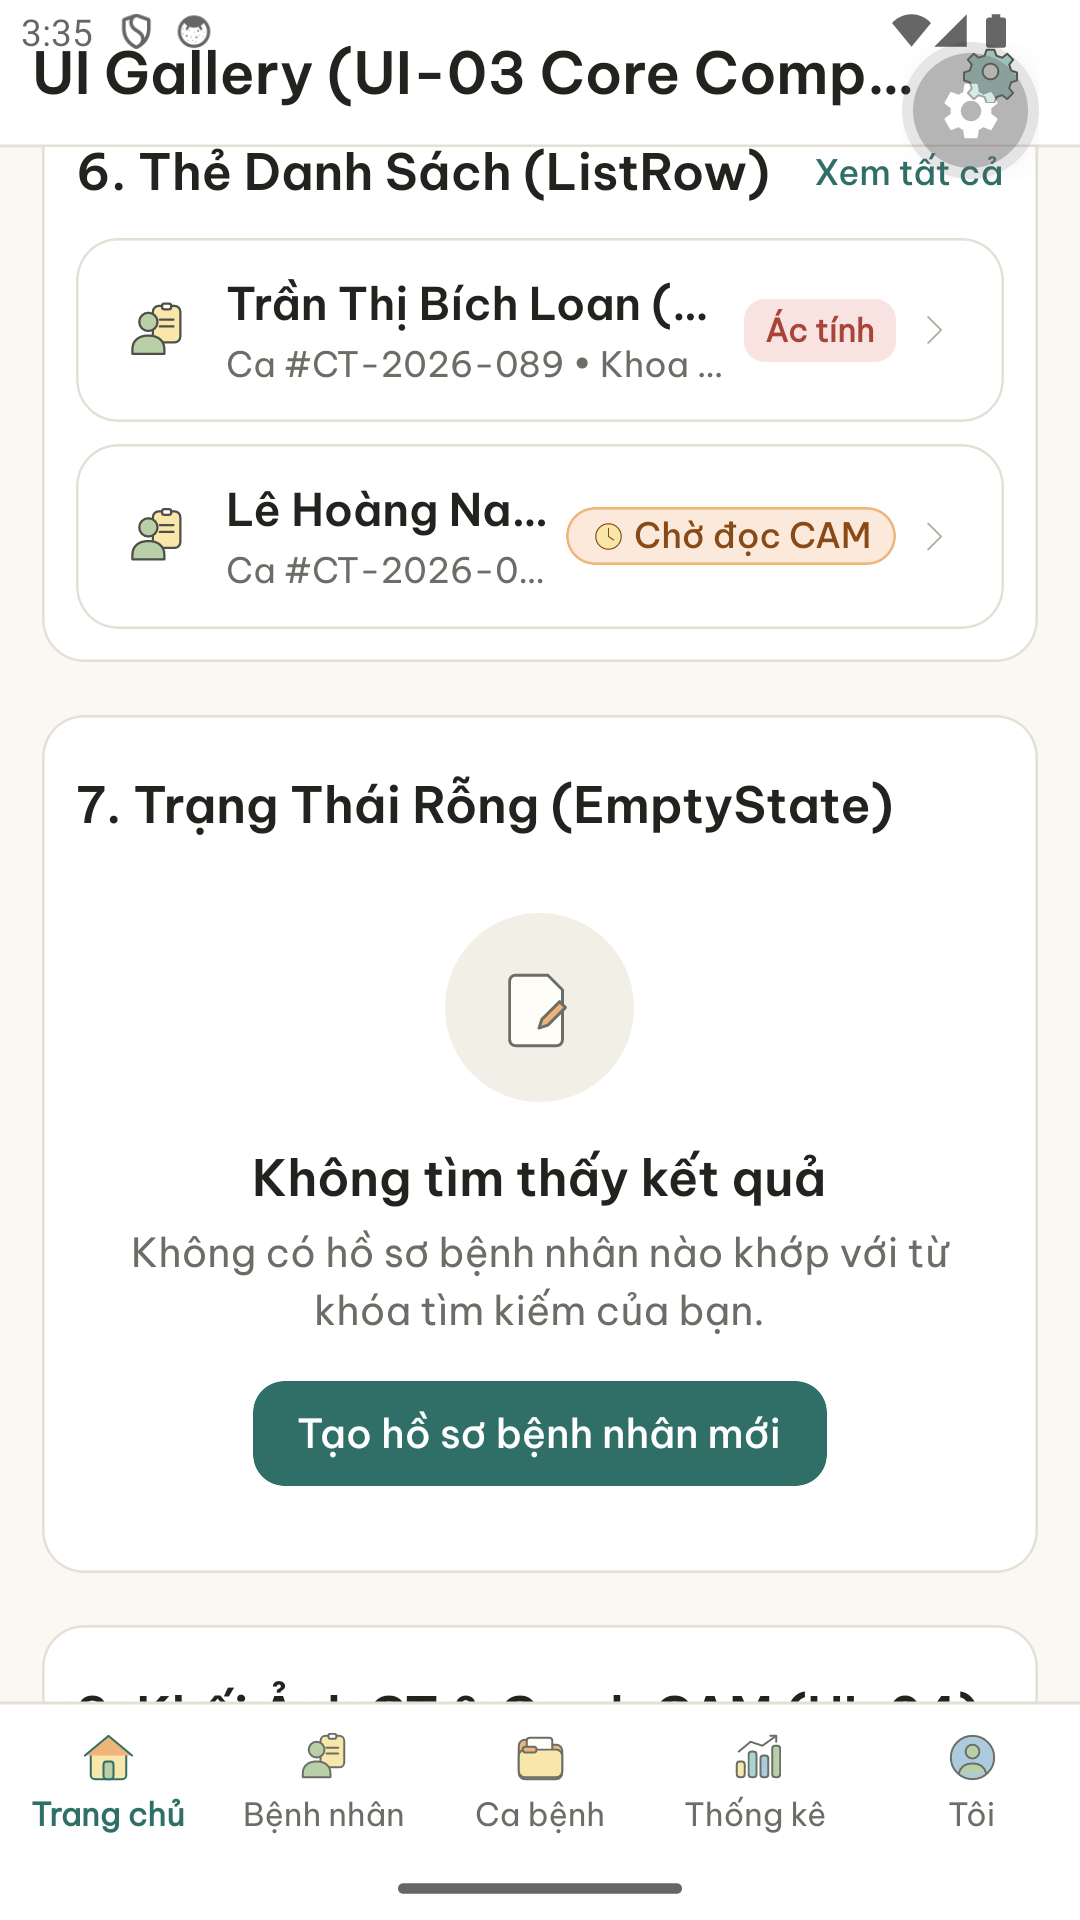 3:35
UI Gallery (UI-03 Core Comp...
6. Thẻ Danh Sách (ListRow)
Xem tất cả
Trần Thị Bích Loan (...
Ác tính
Ca #CT-2026-089 • Khoa ...
Lê Hoàng Na...
Chờ đọc CAM
Ca #CT-2026-0...
7. Trạng Thái Rỗng (EmptyState)
Không tìm thấy kết quả
Không có hồ sơ bệnh nhân nào khớp với từ
khóa tìm kiếm của bạn.
Tạo hồ sơ bệnh nhân mới
Trang chủ
Bệnh nhân
Ca bệnh
Thống kê
Tôi